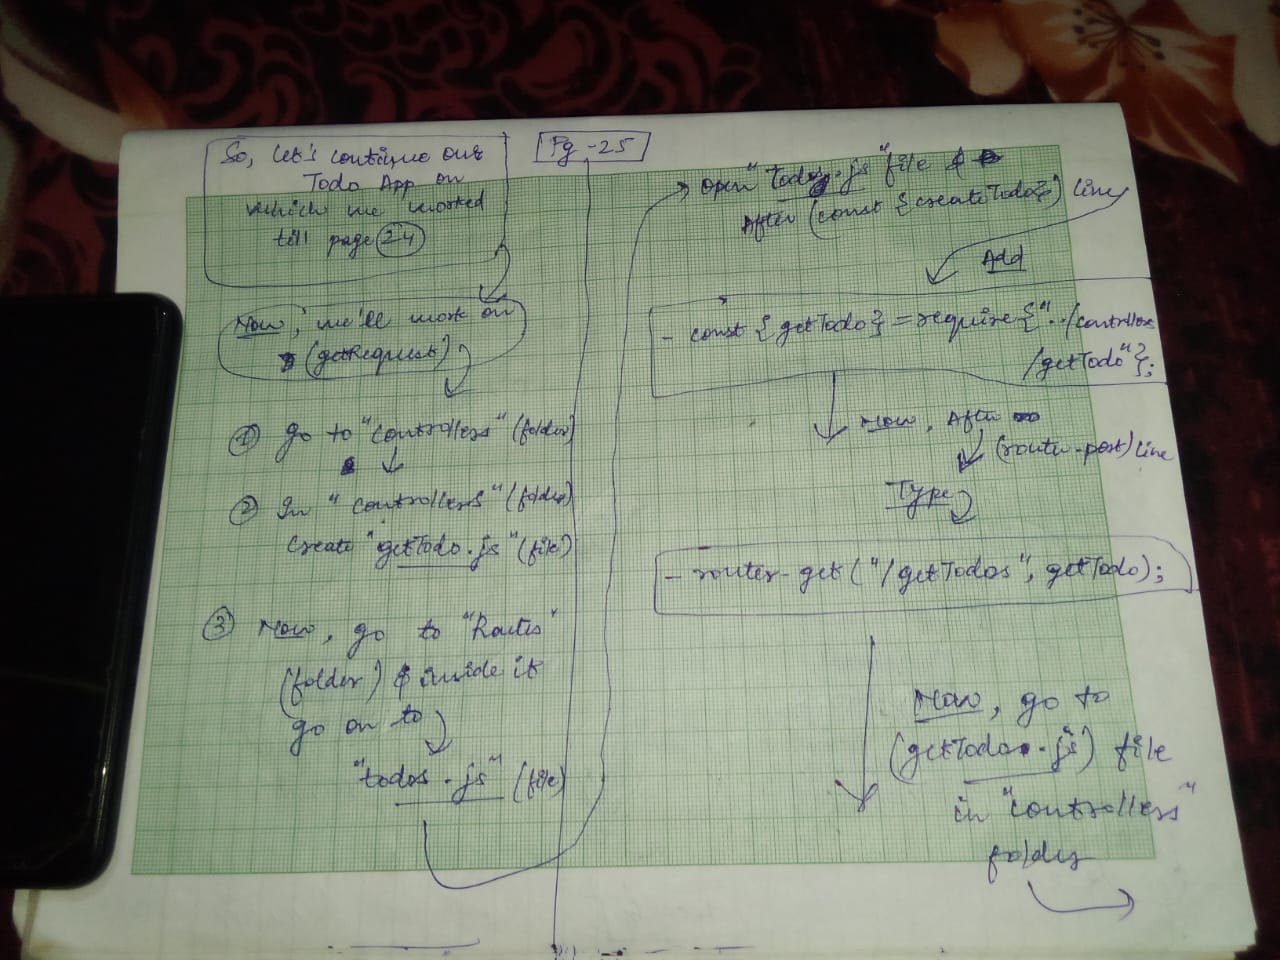 Pg-25
So, let's continue our
Todo App on
which we worked
till page 24
Now, we'll work on
(getRequest)
① go to "controllers" (folder)
② In "controllers" (folder)
create "getTodo.js" (file)
③ Now, go to "Routes"
(folder) & inside it
go on to
"todos.js" (file)
→ open "todos.js" file &
After (const {createTodo}) line
Add
- const {getTodo} = require {"../controllers
/getTodo"};
Now, After
(router-post) line
Type
- router-get ("/getTodos", getTodo);
Now, go to
(getTodo.js) file
in "controllers"
folder